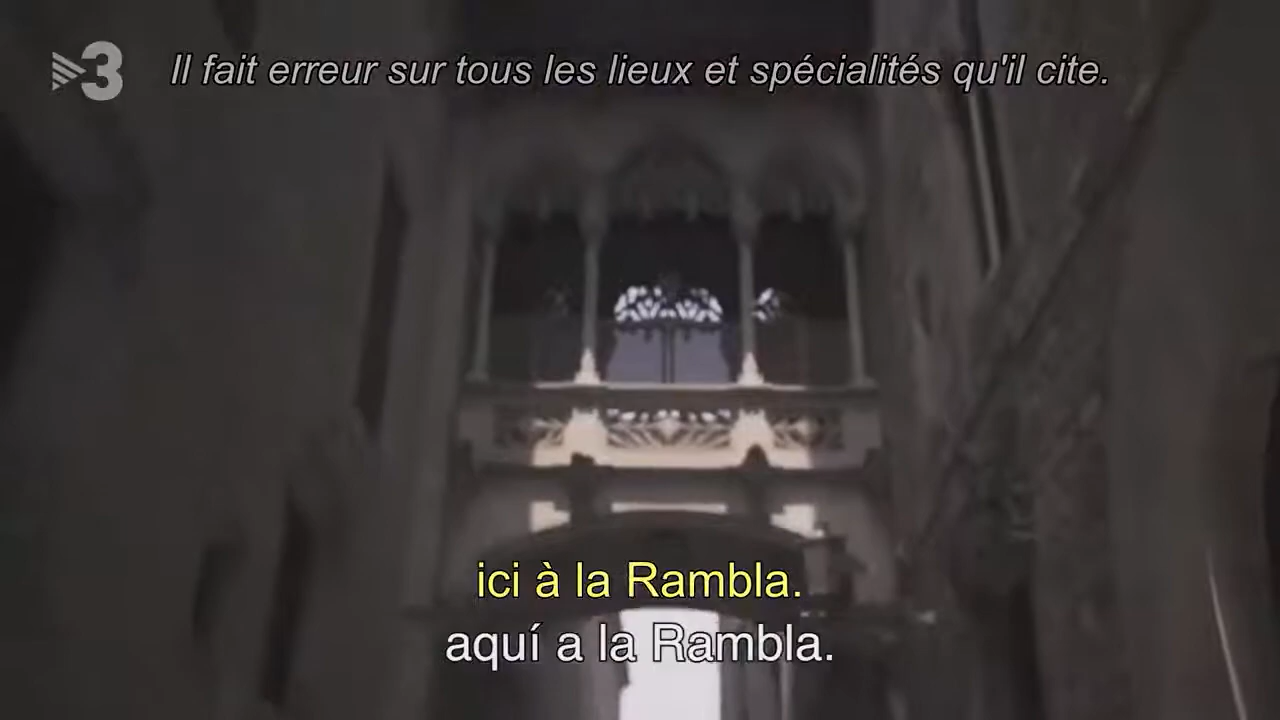 3
Il fait erreur sur tous les lieux et spécialités qu'il cite.
ici à la Rambla.
aquí a la Rambla.